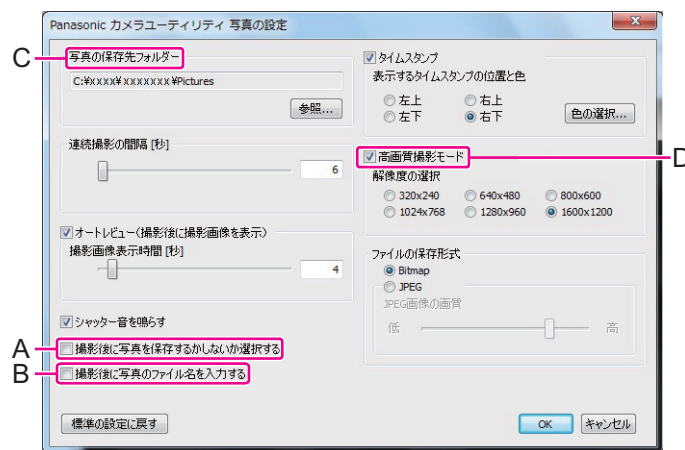 Panasonic カメラユーティリティ 写真の設定
C
写真の保存先フォルダー
C:¥xxxx¥xxxxxxx¥Pictures
参照...
連続撮影の間隔 [秒]
6
オートレビュー(撮影後に撮影画像を表示)
撮影画像表示時間 [秒]
4
シャッター音を鳴らす
A
撮影後に写真を保存するかしないか選択する
B
撮影後に写真のファイル名を入力する
標準の設定に戻す
タイムスタンプ
表示するタイムスタンプの位置と色
左上 右上
左下 右下
色の選択...
高画質撮影モード
D
解像度の選択
320x240 640x480 800x600
1024x768 1280x960 1600x1200
ファイルの保存形式
Bitmap
JPEG
JPEG画像の画質
低 高
OK キャンセル